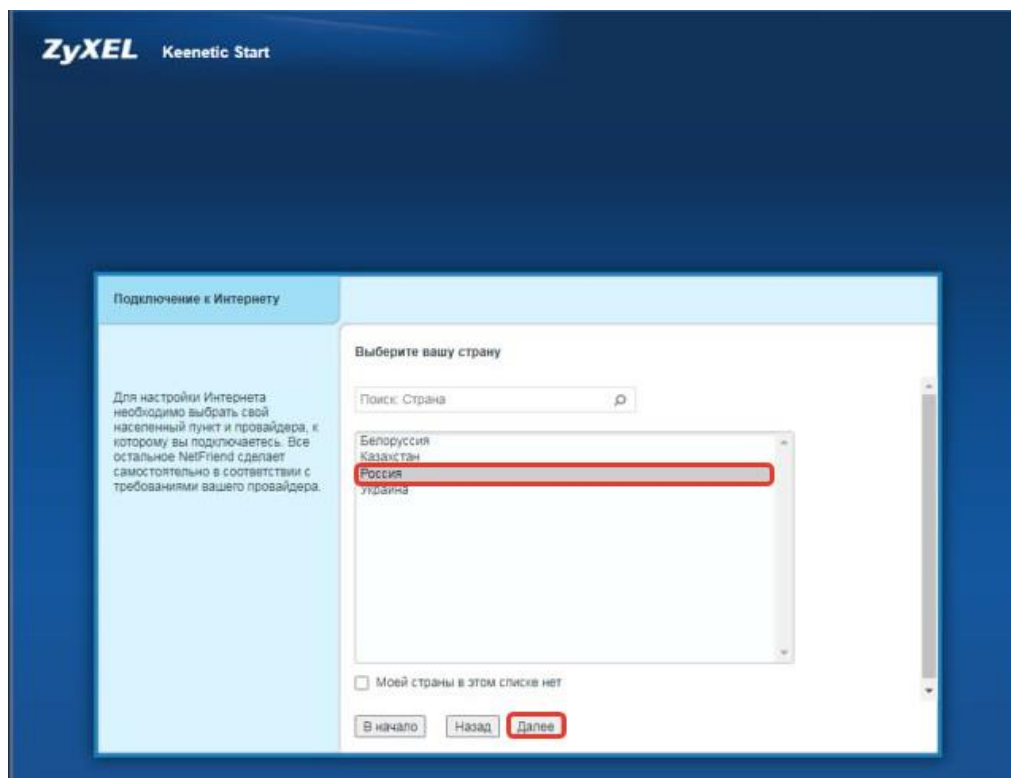 ZyXEL Keenetic Start
Подключение к Интернету
Для настройки Интернета
необходимо выбрать свой
населенный пункт и провайдера, к
которому вы подключаетесь. Все
остальное NetFriend сделает
самостоятельно в соответствии с
требованиями вашего провайдера.
Выберите вашу страну
Поиск: Страна
Белоруссия
Казахстан
Россия
Украина
Моей страны в этом списке нет
В начало Назад Далее